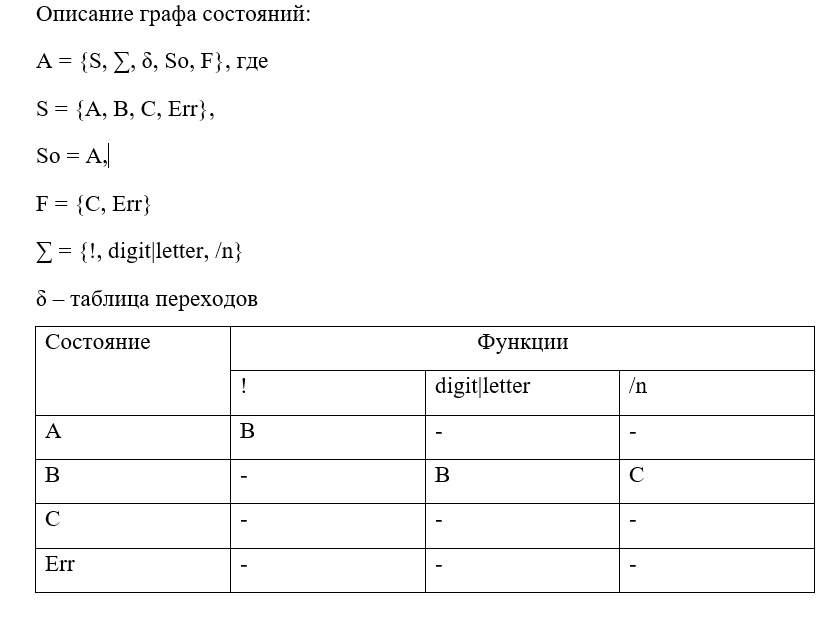 Описание графа состояний:
A = {S, ∑, δ, So, F}, где
S = {A, B, C, Err},
So = A,
F = {C, Err}
∑ = {!, digit|letter, /n}
δ – таблица переходов
Состояние Функции
! digit|letter /n
A B - -
B - B C
C - - -
Err - - -